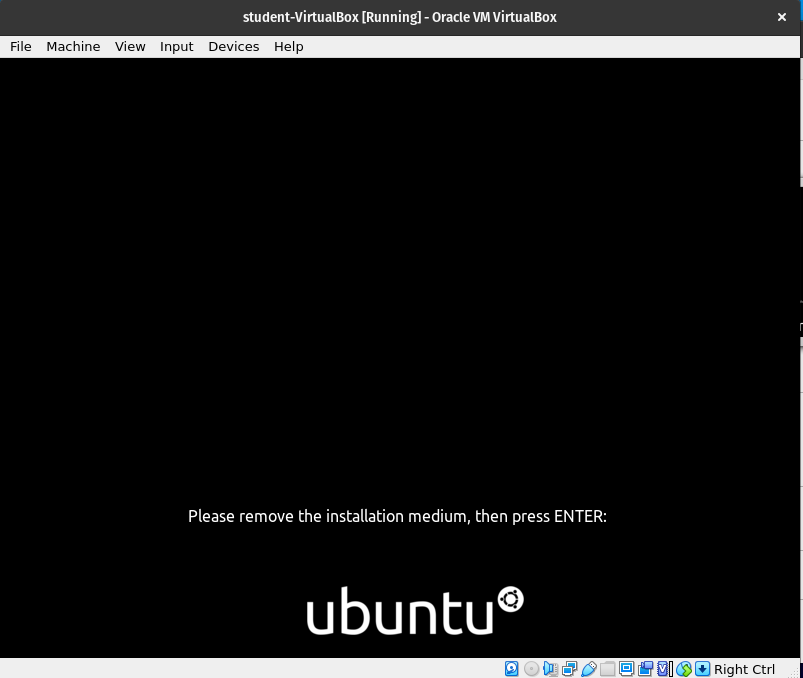 student-VirtualBox [Running] - Oracle VM VirtualBox
File Machine View Input Devices Help
Please remove the installation medium, then press ENTER:
ubuntu
Right Ctrl